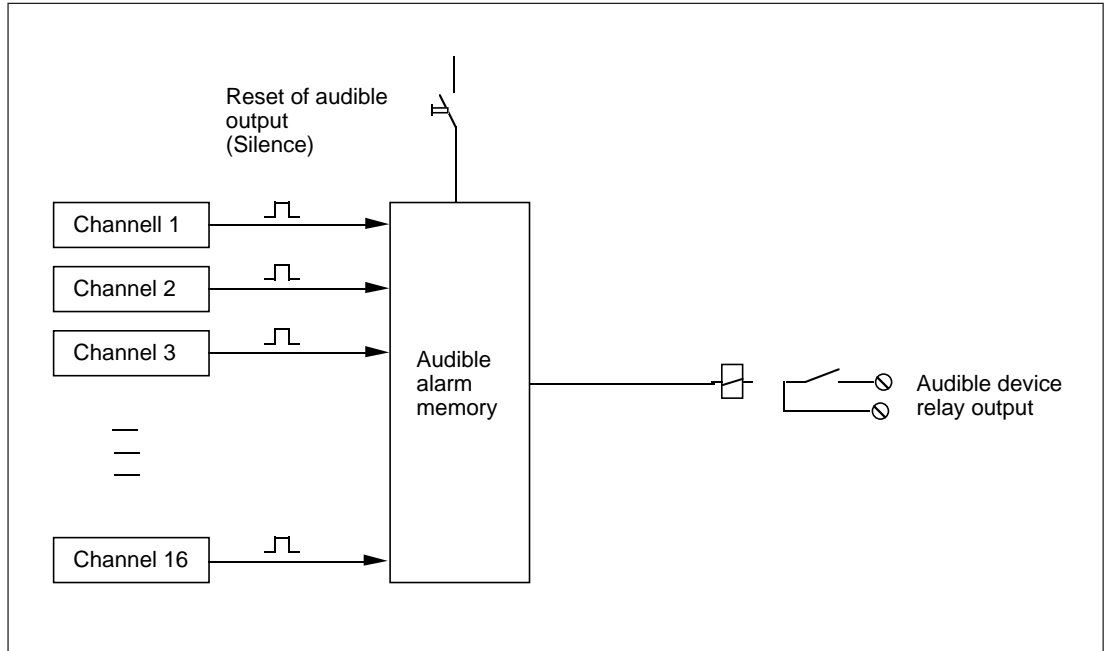 Reset of audible
output
(Silence)
Channell 1
Channel 2
Channel 3
Channel 16
Audible
alarm
memory
Audible device
relay output